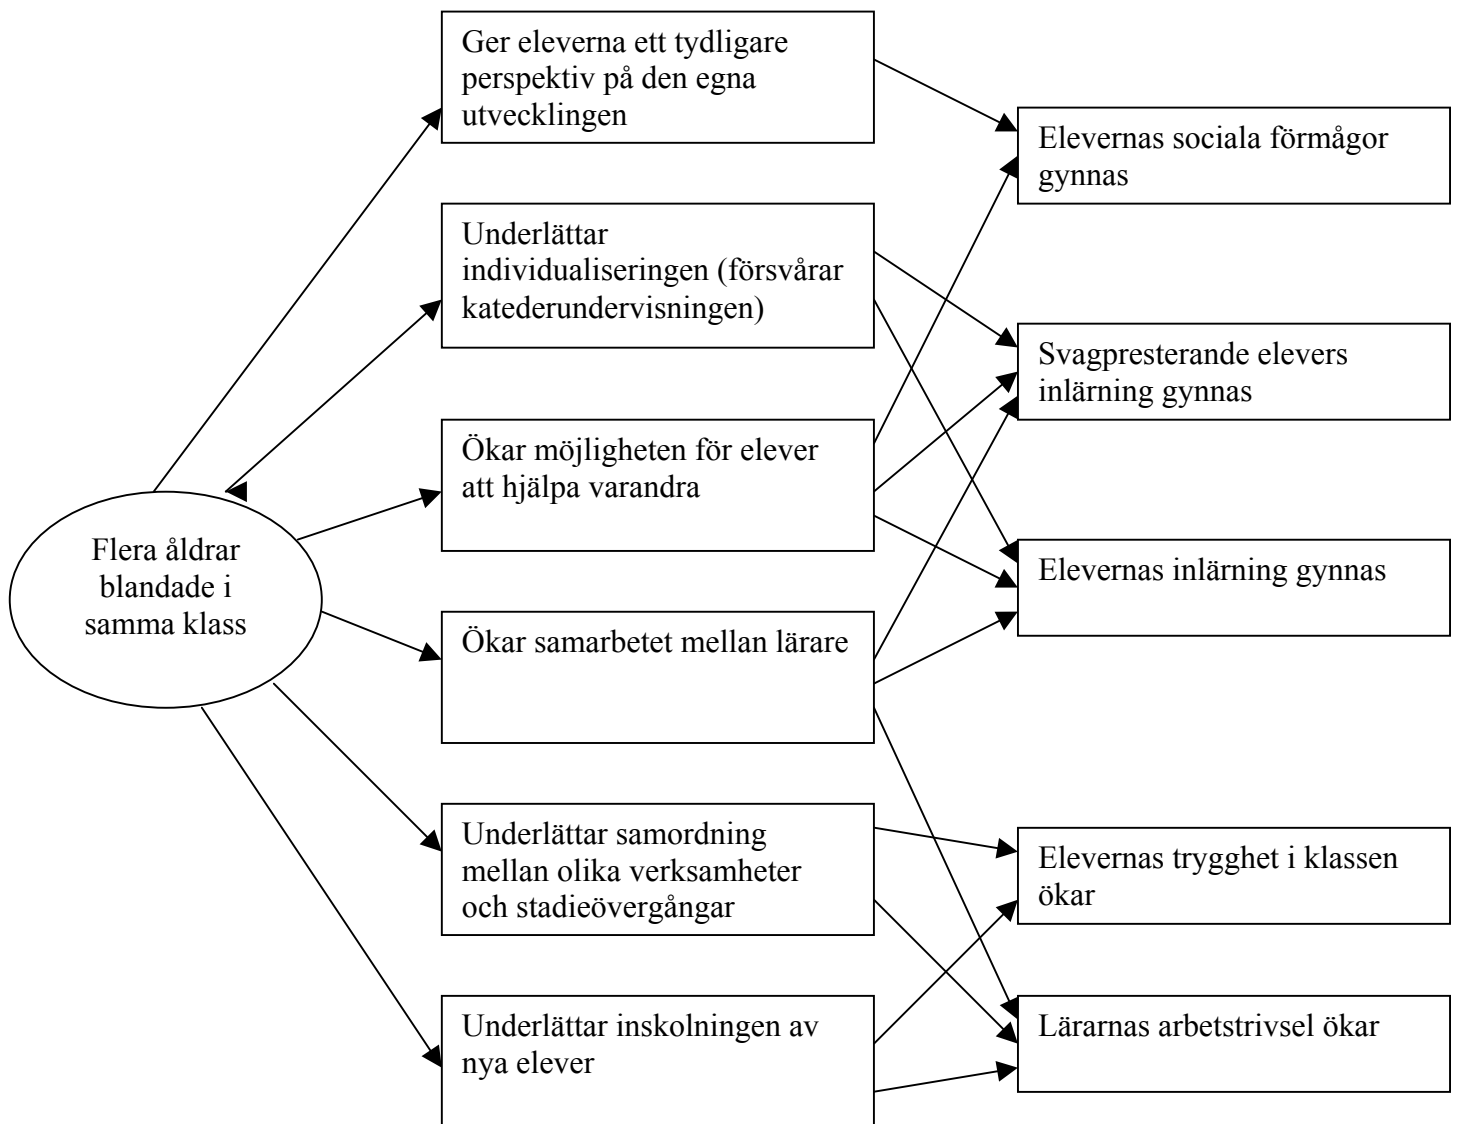 Ger eleverna ett tydligare
perspektiv på den egna
utvecklingen
Underlättar
individualiseringen (försvårar
katederundervisningen)
Ökar möjligheten för elever
att hjälpa varandra
Ökar samarbetet mellan lärare
Underlättar samordning
mellan olika verksamheter
och stadieövergångar
Underlättar inskolningen av
nya elever
Flera åldrar
blandade i
samma klass
Elevernas sociala förmågor
gynnas
Svagpresterande elevers
inlärning gynnas
Elevernas inlärning gynnas
Elevernas trygghet i klassen
ökar
Lärarnas arbetstrivsel ökar